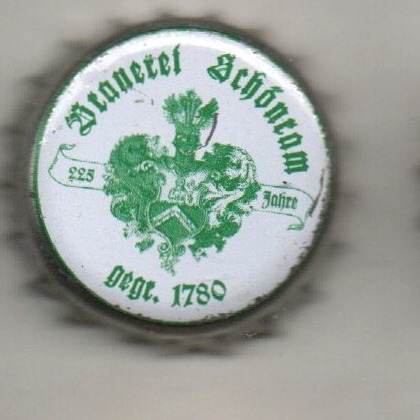 Brauerei Schönram
225 Jahre
gegr. 1780